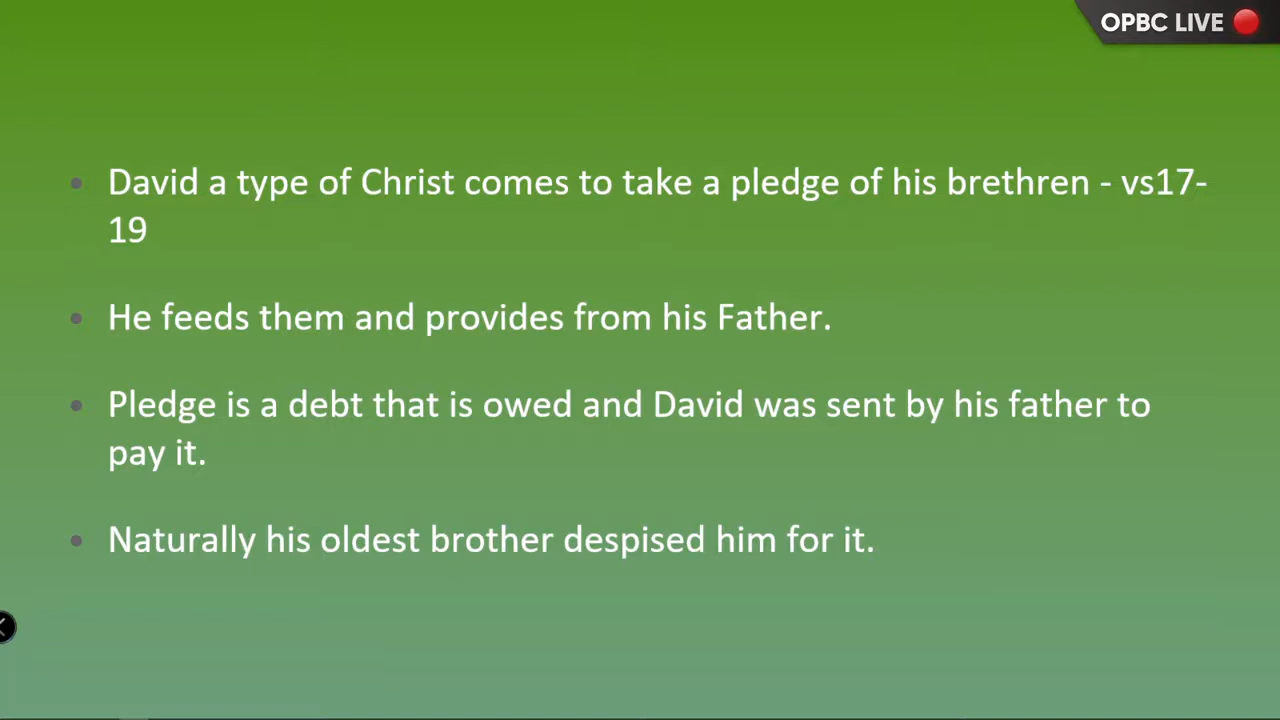 OPBC LIVE
David a type of Christ comes to take a pledge of his brethren - vs17-
19
He feeds them and provides from his Father.
Pledge is a debt that is owed and David was sent by his father to
pay it.
Naturally his oldest brother despised him for it.